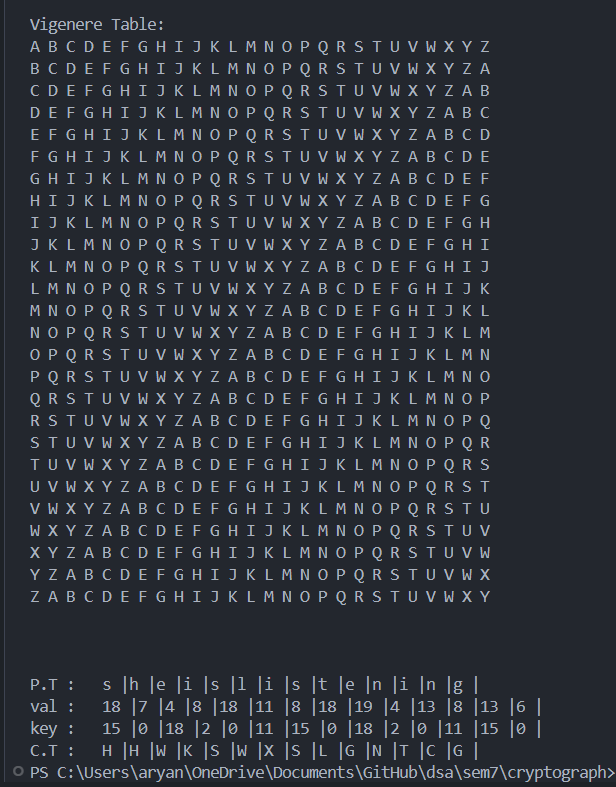 Vigenere Table:
A B C D E F G H I J K L M N O P Q R S T U V W X Y Z
B C D E F G H I J K L M N O P Q R S T U V W X Y Z A
C D E F G H I J K L M N O P Q R S T U V W X Y Z A B
D E F G H I J K L M N O P Q R S T U V W X Y Z A B C
E F G H I J K L M N O P Q R S T U V W X Y Z A B C D
F G H I J K L M N O P Q R S T U V W X Y Z A B C D E
G H I J K L M N O P Q R S T U V W X Y Z A B C D E F
H I J K L M N O P Q R S T U V W X Y Z A B C D E F G
I J K L M N O P Q R S T U V W X Y Z A B C D E F G H
J K L M N O P Q R S T U V W X Y Z A B C D E F G H I
K L M N O P Q R S T U V W X Y Z A B C D E F G H I J
L M N O P Q R S T U V W X Y Z A B C D E F G H I J K
M N O P Q R S T U V W X Y Z A B C D E F G H I J K L
N O P Q R S T U V W X Y Z A B C D E F G H I J K L M
O P Q R S T U V W X Y Z A B C D E F G H I J K L M N
P Q R S T U V W X Y Z A B C D E F G H I J K L M N O
Q R S T U V W X Y Z A B C D E F G H I J K L M N O P
R S T U V W X Y Z A B C D E F G H I J K L M N O P Q
S T U V W X Y Z A B C D E F G H I J K L M N O P Q R
T U V W X Y Z A B C D E F G H I J K L M N O P Q R S
U V W X Y Z A B C D E F G H I J K L M N O P Q R S T
V W X Y Z A B C D E F G H I J K L M N O P Q R S T U
W X Y Z A B C D E F G H I J K L M N O P Q R S T U V
X Y Z A B C D E F G H I J K L M N O P Q R S T U V W
Y Z A B C D E F G H I J K L M N O P Q R S T U V W X
Z A B C D E F G H I J K L M N O P Q R S T U V W X Y
P.T :   s |h |e |i |s |l |i |s |t |e |n |i |n |g |
val :   18 |7 |4 |8 |18 |11 |8 |18 |19 |4 |13 |8 |13 |6 |
key :   15 |0 |18 |2 |0 |11 |15 |0 |18 |2 |0 |11 |15 |0 |
C.T :   H |H |W |K |S |W |X |S |L |G |N |T |C |G |
PS C:\Users\aryan\OneDrive\Documents\GitHub\dsa\sem7\cryptograph>